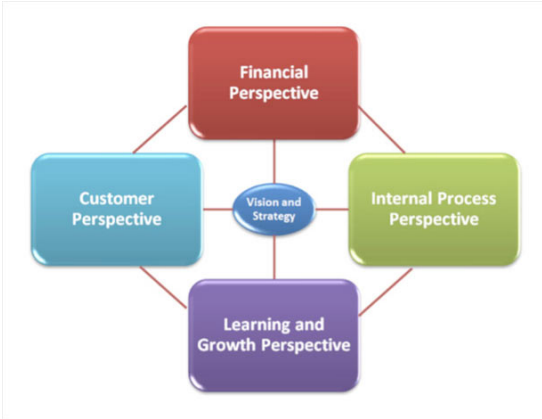 Financial
Perspective
Customer
Perspective
Vision and
Strategy
Internal Process
Perspective
Learning and
Growth Perspective